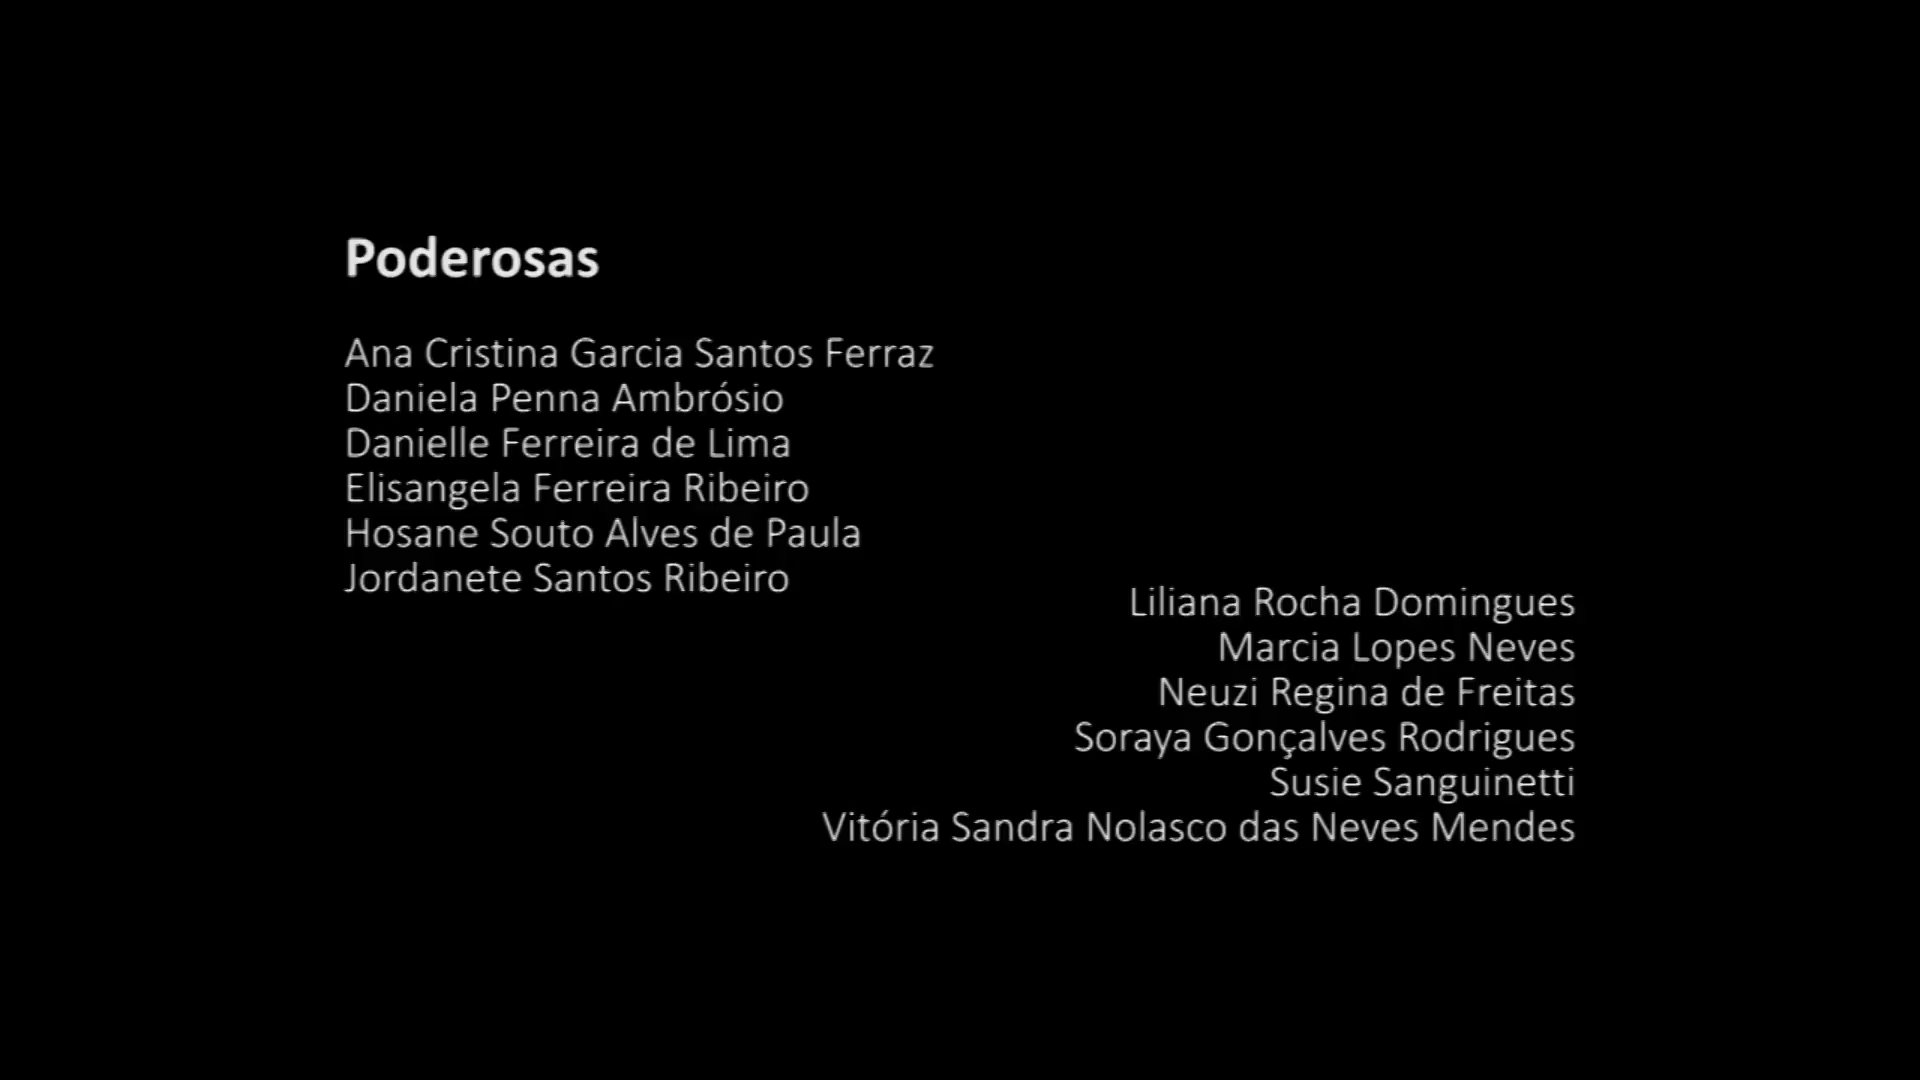 Poderosas
Ana Cristina Garcia Santos Ferraz
Daniela Penna Ambrósio
Danielle Ferreira de Lima
Elisangela Ferreira Ribeiro
Hosane Souto Alves de Paula
Jordanete Santos Ribeiro
Liliana Rocha Domingues
Marcia Lopes Neves
Neuzi Regina de Freitas
Soraya Gonçalves Rodrigues
Susie Sanguinetti
Vitória Sandra Nolasco das Neves Mendes